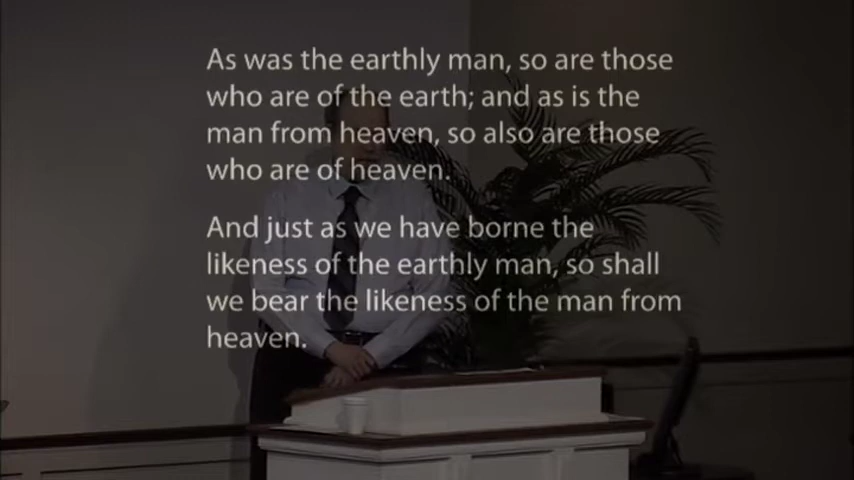 As was the earthly man, so are those
who are of the earth; and as is the
man from heaven, so also are those
who are of heaven.
And just as we have borne the
likeness of the earthly man, so shall
we bear the likeness of the man from
heaven.